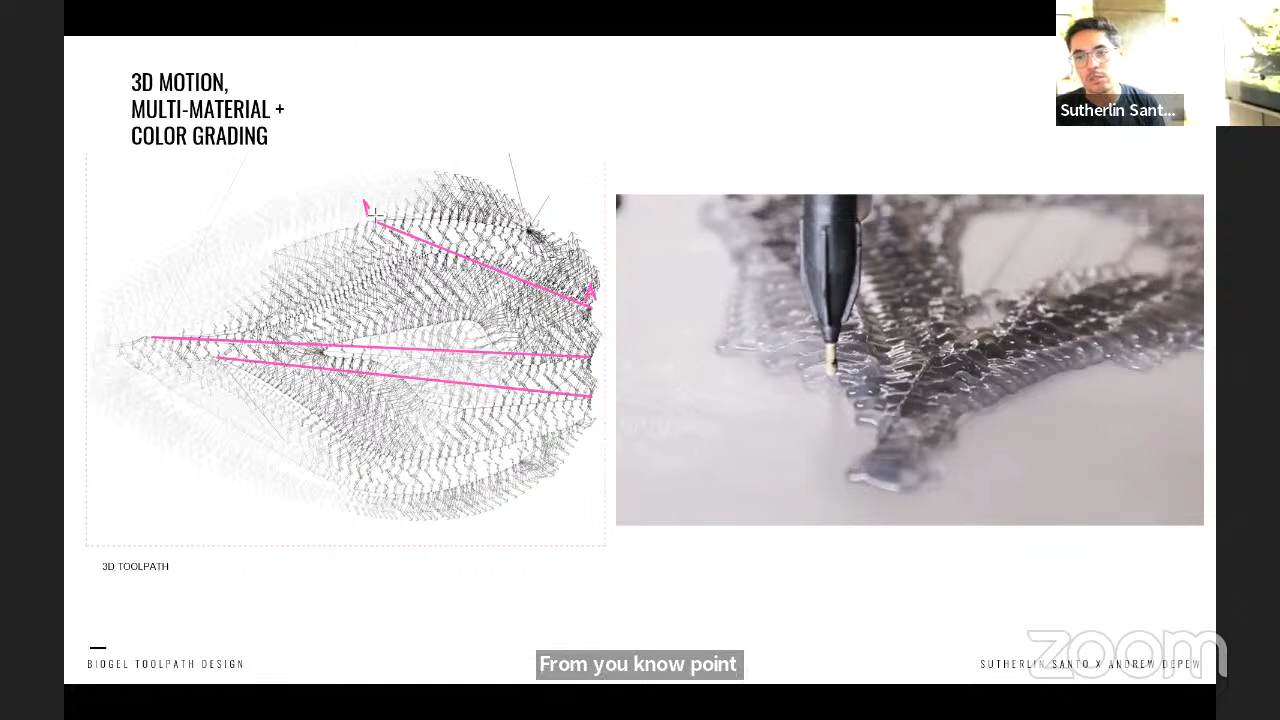 3D MOTION,
MULTI-MATERIAL +
COLOR GRADING
Sutherlin Sant...
3D TOOLPATH
BIOGEL TOOLPATH DESIGN
From you know point
SUTHERLIN SANTO X ANDREW DEPEW
zoom